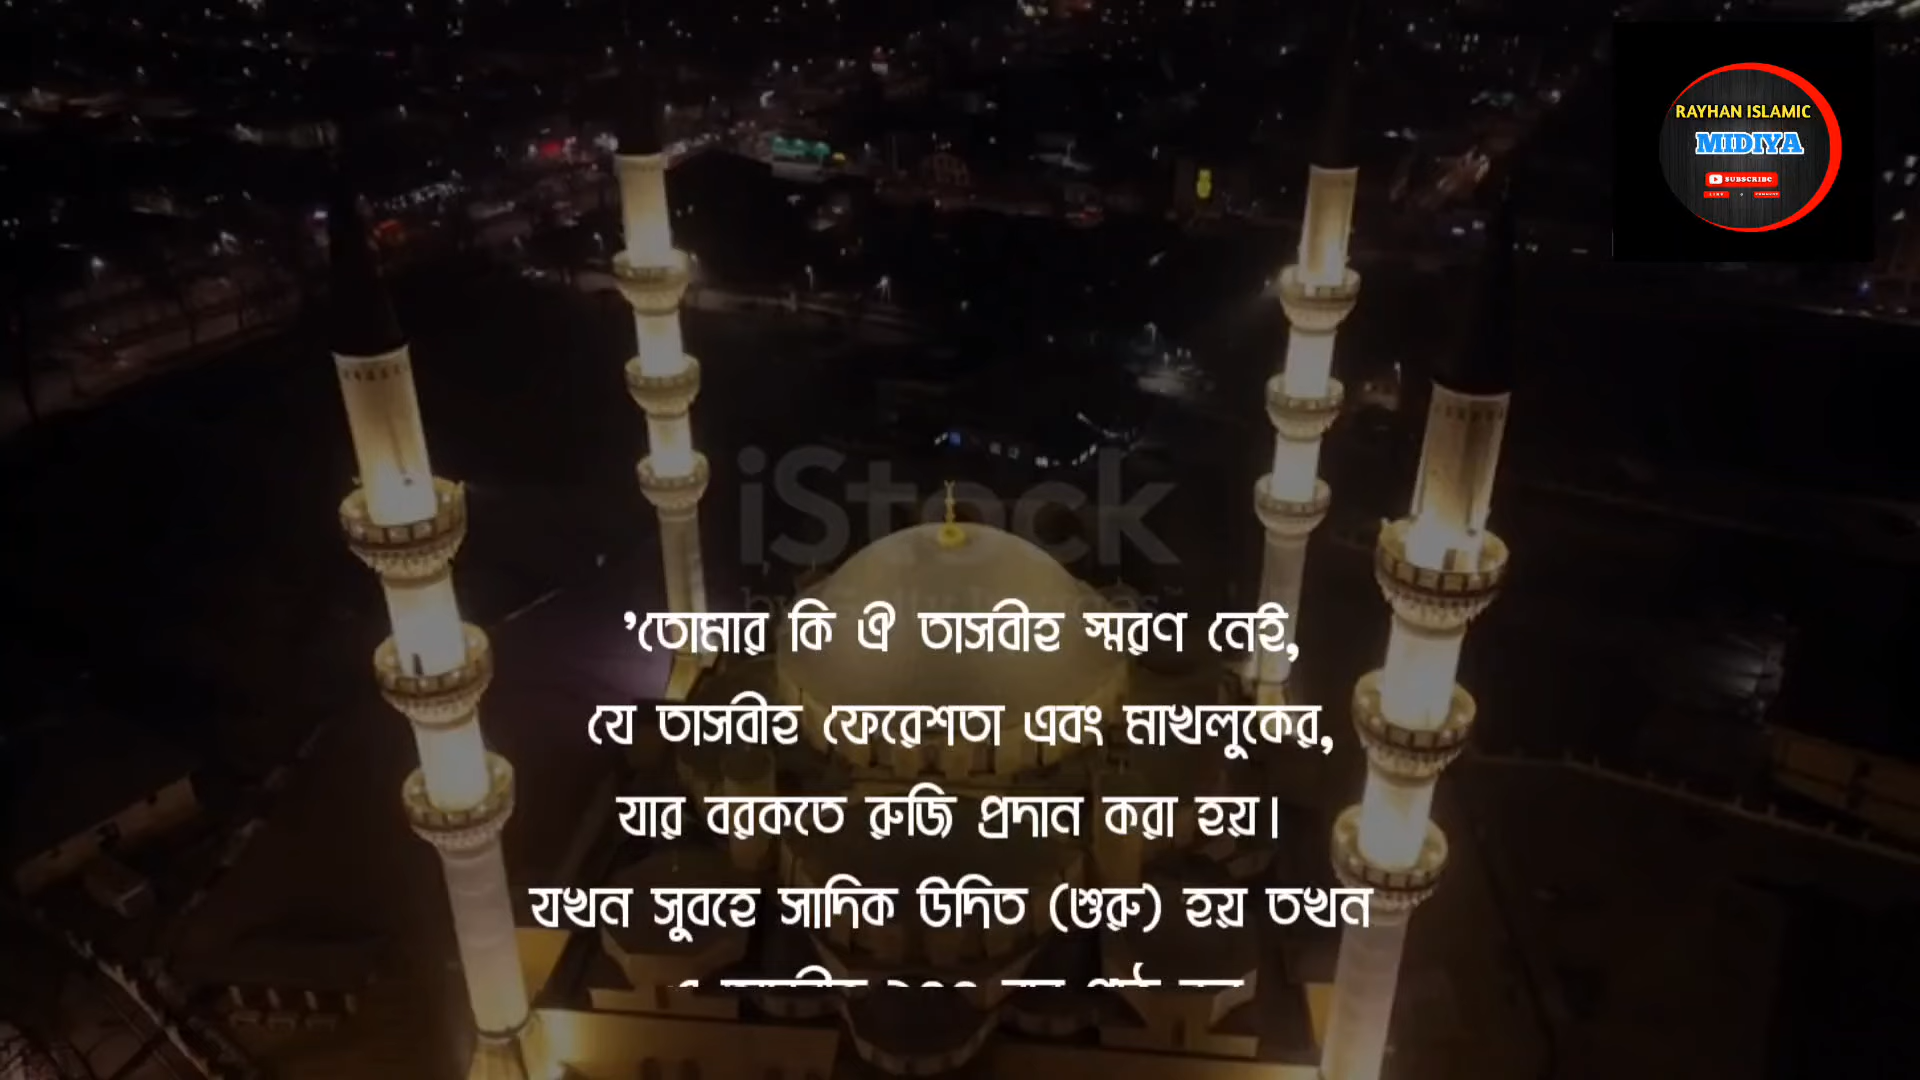 RAYHAN ISLAMIC
MIDIYA
SUBSCRIBE
iStock
'তোমার কি ঐ তাসবীহ স্মরণ নেই,
যে তাসবীহ ফেরেশতা এবং মাখলুকের,
যার বরকতে রুজি প্রদান করা হয়।
যখন সুবহে সাদিক উদিত (শুরু) হয় তখন